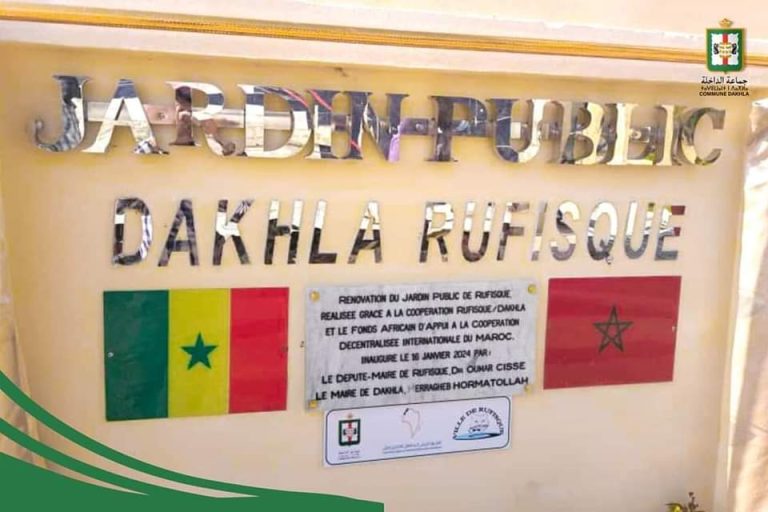 جماعة الداخلة
COMMUNE DAKHLA
JARDIN PUBLIC
DAKHLA RUFISQUE
RENOVATION DU JARDIN PUBLIC DE RUFISQUE,
REALISEE GRACE A LA COOPERATION RUFISQUE/DAKHLA
ET LE FONDS AFRICAIN D'APPUI A LA COOPERATION
DECENTRALISEE INTERNATIONALE DU MAROC.
INAUGURE LE 16 JANVIER 2024 PAR:
LE DEPUTE-MAIRE DE RUFISQUE, DR OUMAR CISSE
LE MAIRE DE DAKHLA, ERRAGHEB HORMATOLLAH
VILLE DE RUFISQUE